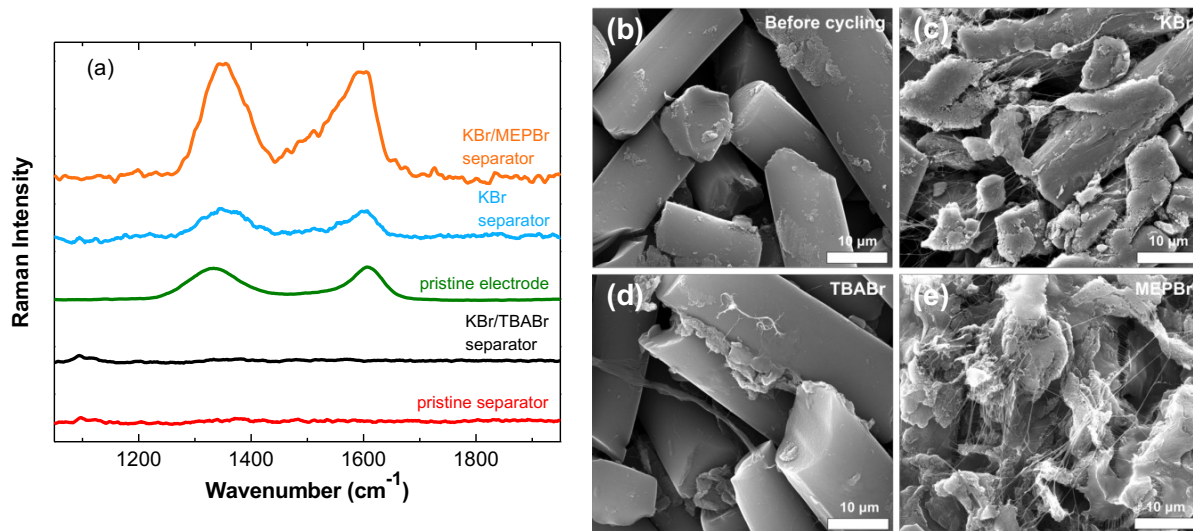 (a)
KBr/MEPBr
separator
KBr
separator
pristine electrode
KBr/TBABr
separator
pristine separator
Raman Intensity
1200 1400 1600 1800
Wavenumber (cm-1)
(b) Before cycling
10 µm
(c) KBr
10 µm
(d) TBABr
10 µm
(e) MEPBr
10 µm